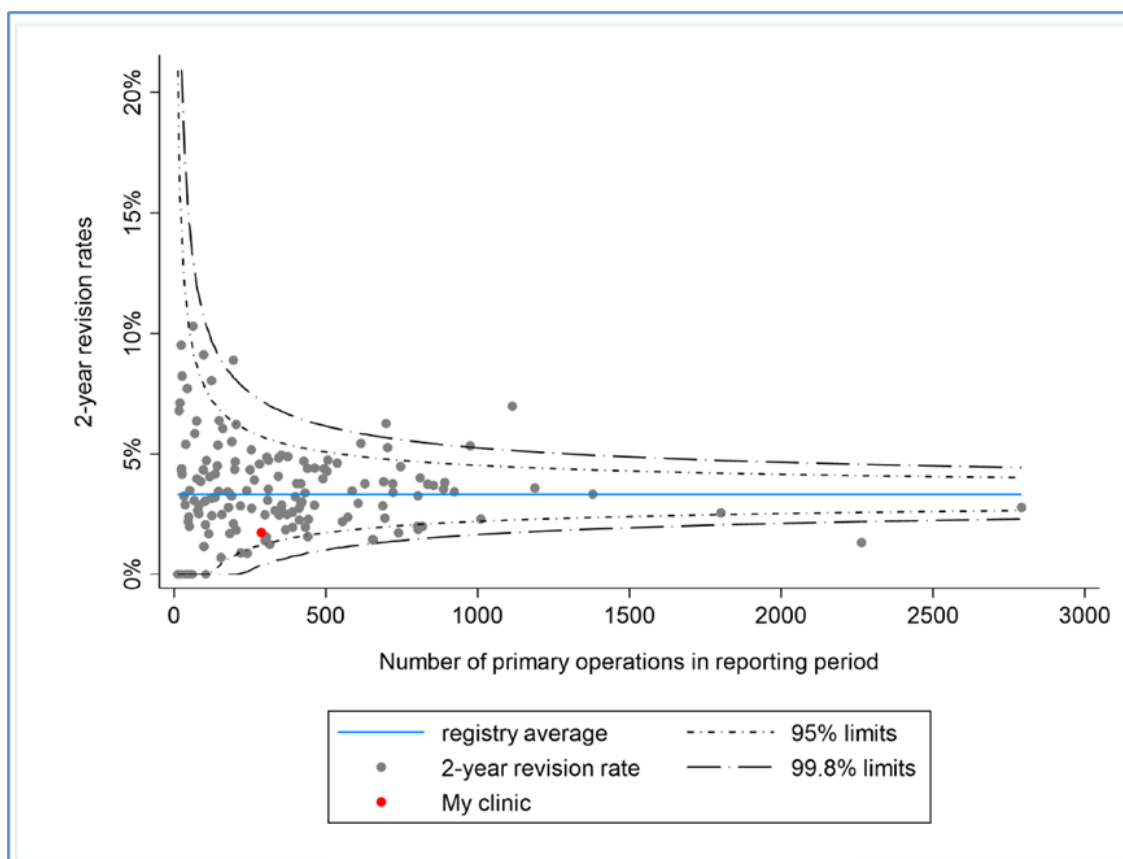 20%
15%
10%
5%
0%
2-year revision rates
0 500 1000 1500 2000 2500 3000
Number of primary operations in reporting period
registry average 95% limits
2-year revision rate 99.8% limits
My clinic